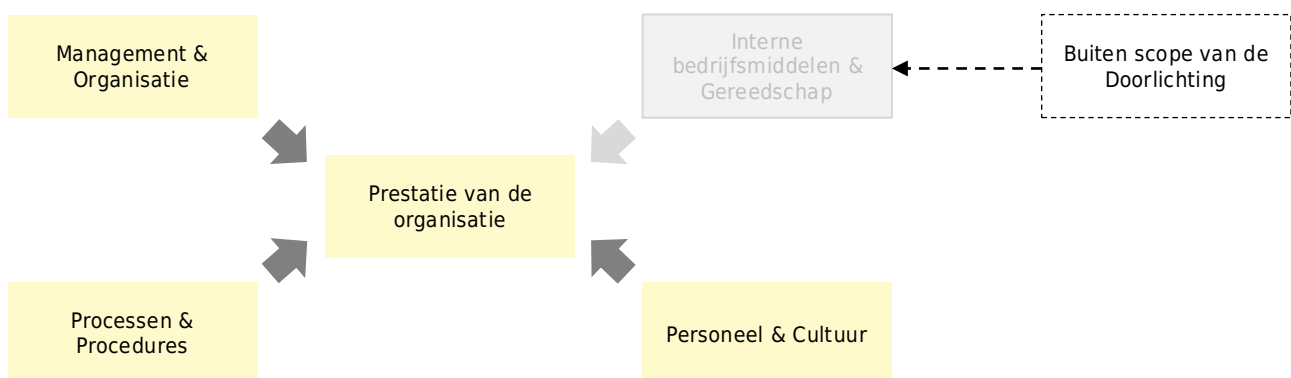 Management &
Organisatie
Interne
bedrijfsmiddelen &
Gereedschap
Buiten scope van de
Doorlichting
Prestatie van de
organisatie
Processen &
Procedures
Personeel & Cultuur